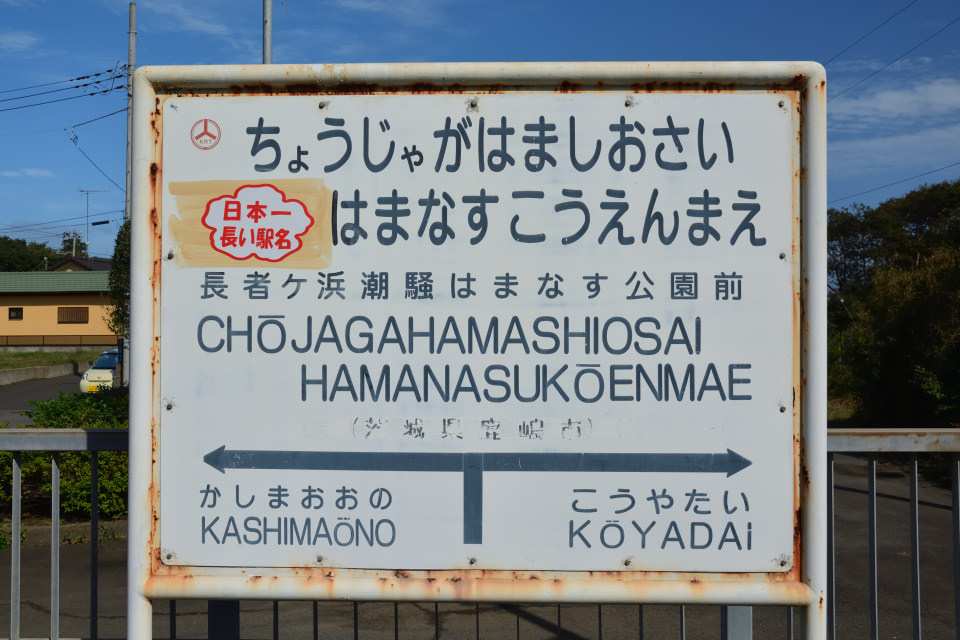 ちょうじゃがはましおさい
日本一
長い駅名
はまなすこうえんまえ
長者ケ浜潮騒はまなす公園前
CHŌJAGAHAMASHIOSAI
HAMANASUKŌENMAE
(茨城県鹿嶋市)
かしまおおの
KASHIMAŌNO
こうやたい
KŌYADAi